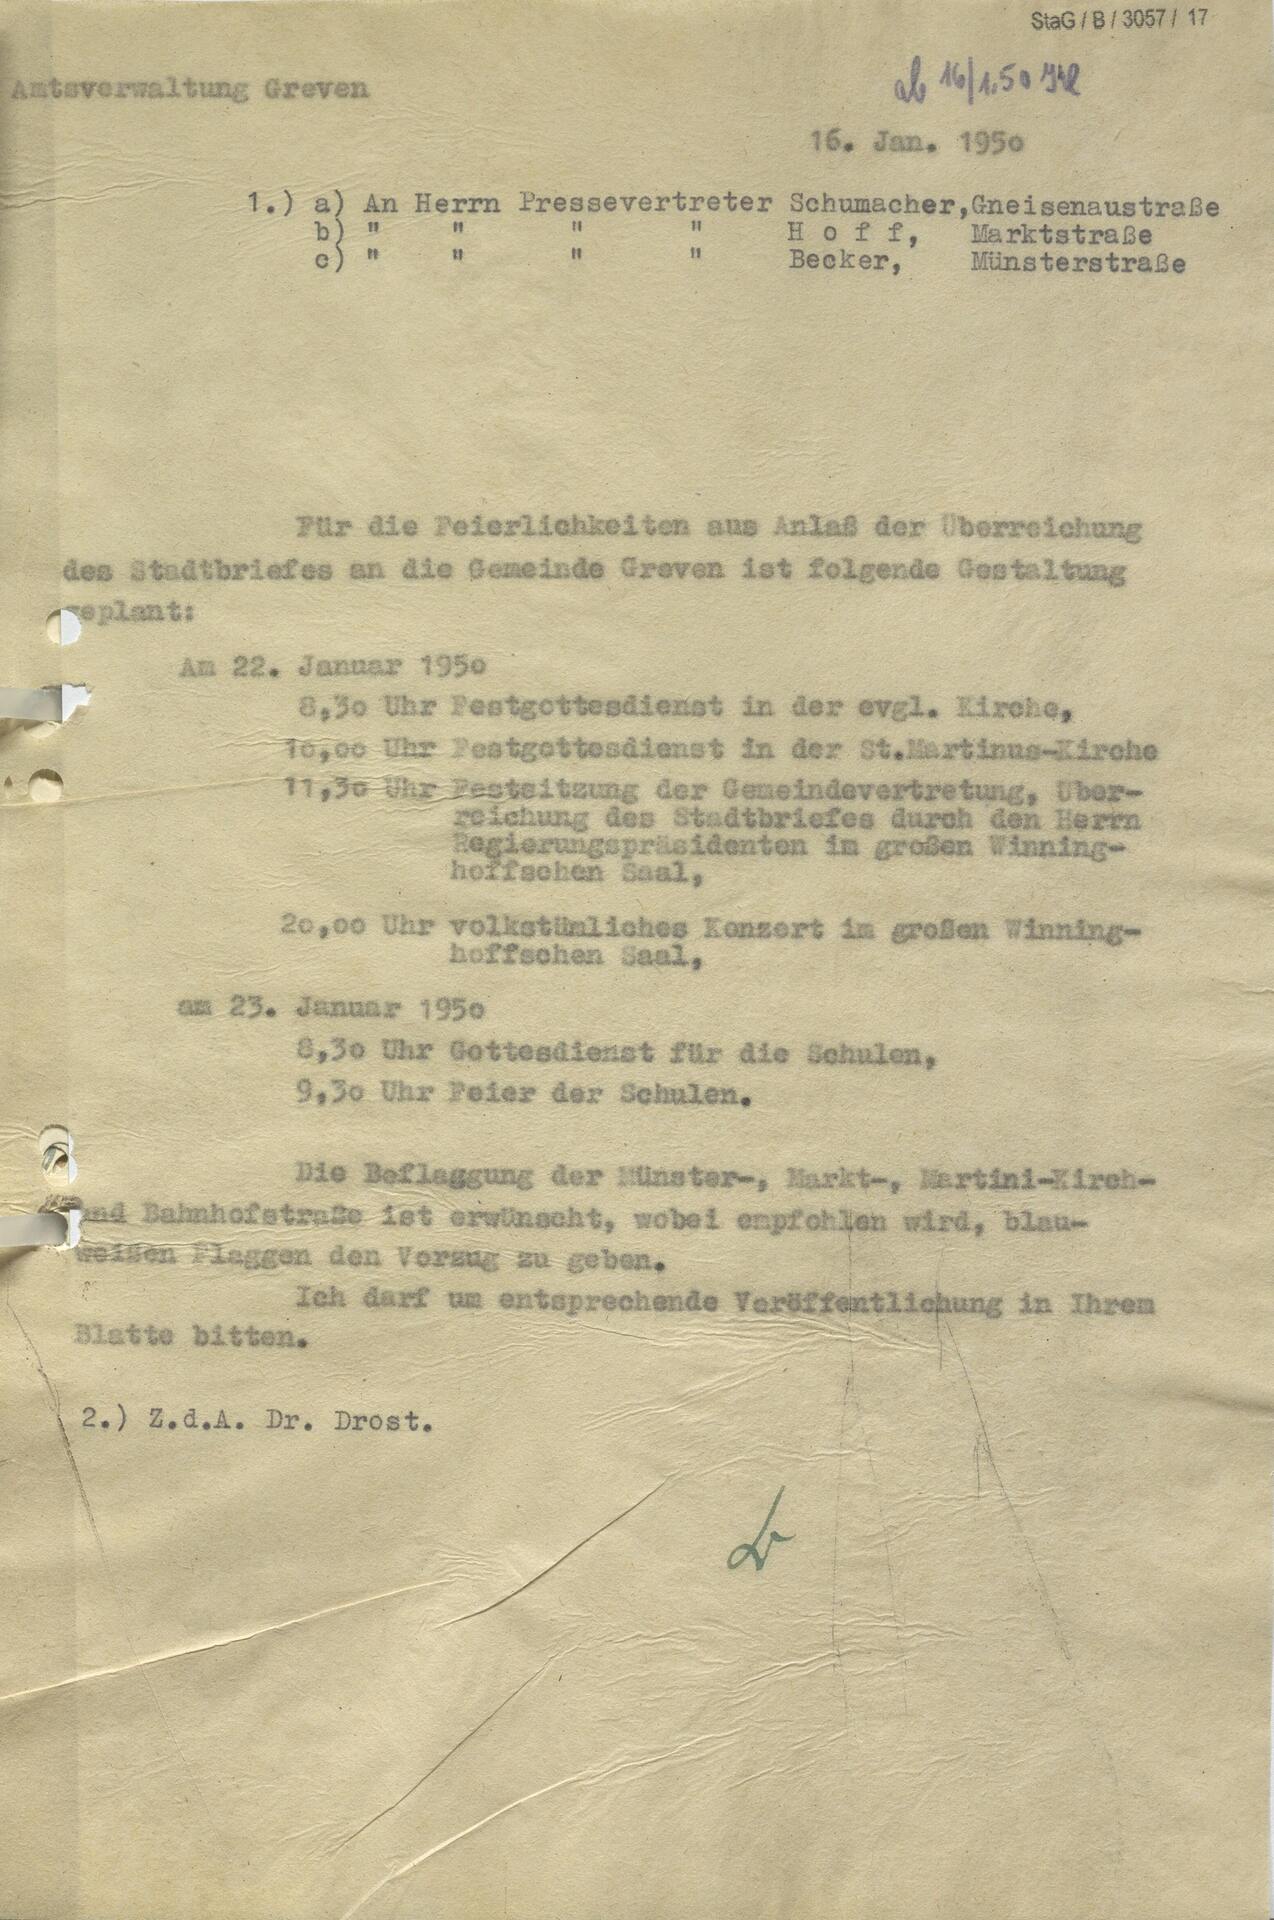 StaG / B / 3057 / 17
Amtsverwaltung Greven
ab 16/1.50
16. Jan. 1950
1.) a) An Herrn Pressevertreter Schumacher, Gneisenaustraße
b) " " " " H o f f, Marktstraße
c) " " " " Becker, Münsterstraße
Für die Feierlichkeiten aus Anlaß der Überreichung
des Stadtbriefes an die Gemeinde Greven ist folgende Gestaltung
geplant:
Am 22. Januar 1950
8,30 Uhr Festgottesdienst in der evgl. Kirche,
10,00 Uhr Festgottesdienst in der St.Martinus-Kirche
11,30 Uhr Festsitzung der Gemeindevertretung, Über-
reichung des Stadtbriefes durch den Herrn
Regierungspräsidenten im großen Winning-
hoffschen Saal,
20,00 Uhr volkstümliches Konzert im großen Winning-
hoffschen Saal,
am 23. Januar 1950
8,30 Uhr Gottesdienst für die Schulen,
9,30 Uhr Feier der Schulen.
Die Beflaggung der Münster-, Markt-, Martini-Kirch-
und Bahnhofstraße ist erwünscht, wobei empfohlen wird, blau-
weißen Flaggen den Vorzug zu geben.
Ich darf um entsprechende Veröffentlichung in Ihrem
Blatte bitten.
2.) Z.d.A. Dr. Drost.